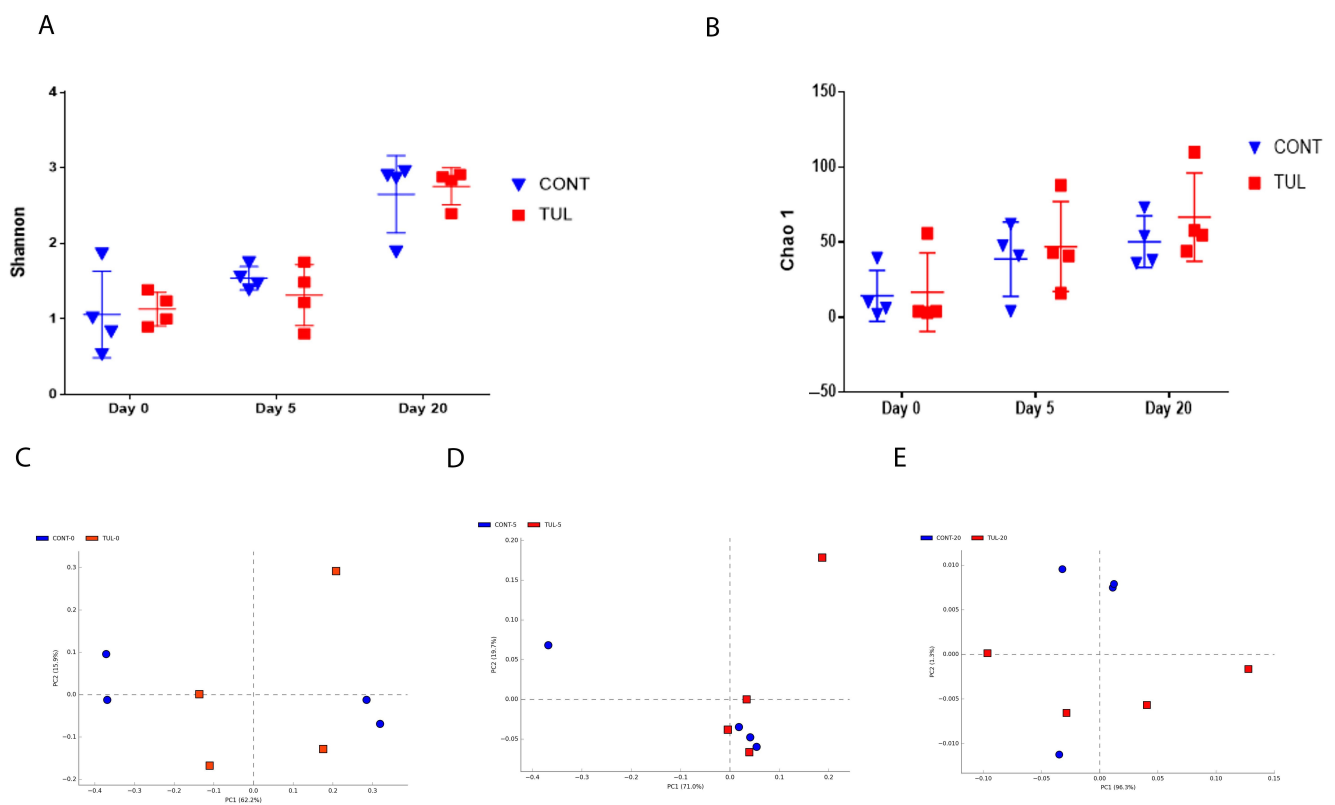 A
B
4
3
2
1
0
Shannon
Day 0
Day 5
Day 20
CONT
TUL
150
100
50
0
–50
Chao 1
Day 0
Day 5
Day 20
CONT
TUL
C
D
E
CONT-0
TUL-0
0.3
0.2
0.1
0.0
−0.1
−0.2
PC2 (15.9%)
−0.4
−0.3
−0.2
−0.1
0.0
0.1
0.2
0.3
PC1 (62.2%)
CONT-5
TUL-5
0.20
0.15
0.10
0.05
0.00
−0.05
PC2 (19.7%)
−0.4
−0.3
−0.2
−0.1
0.0
0.1
0.2
PC1 (71.0%)
CONT-20
TUL-20
0.010
0.005
0.000
−0.005
−0.010
PC2 (1.3%)
−0.10
−0.05
0.00
0.05
0.10
0.15
PC1 (96.3%)